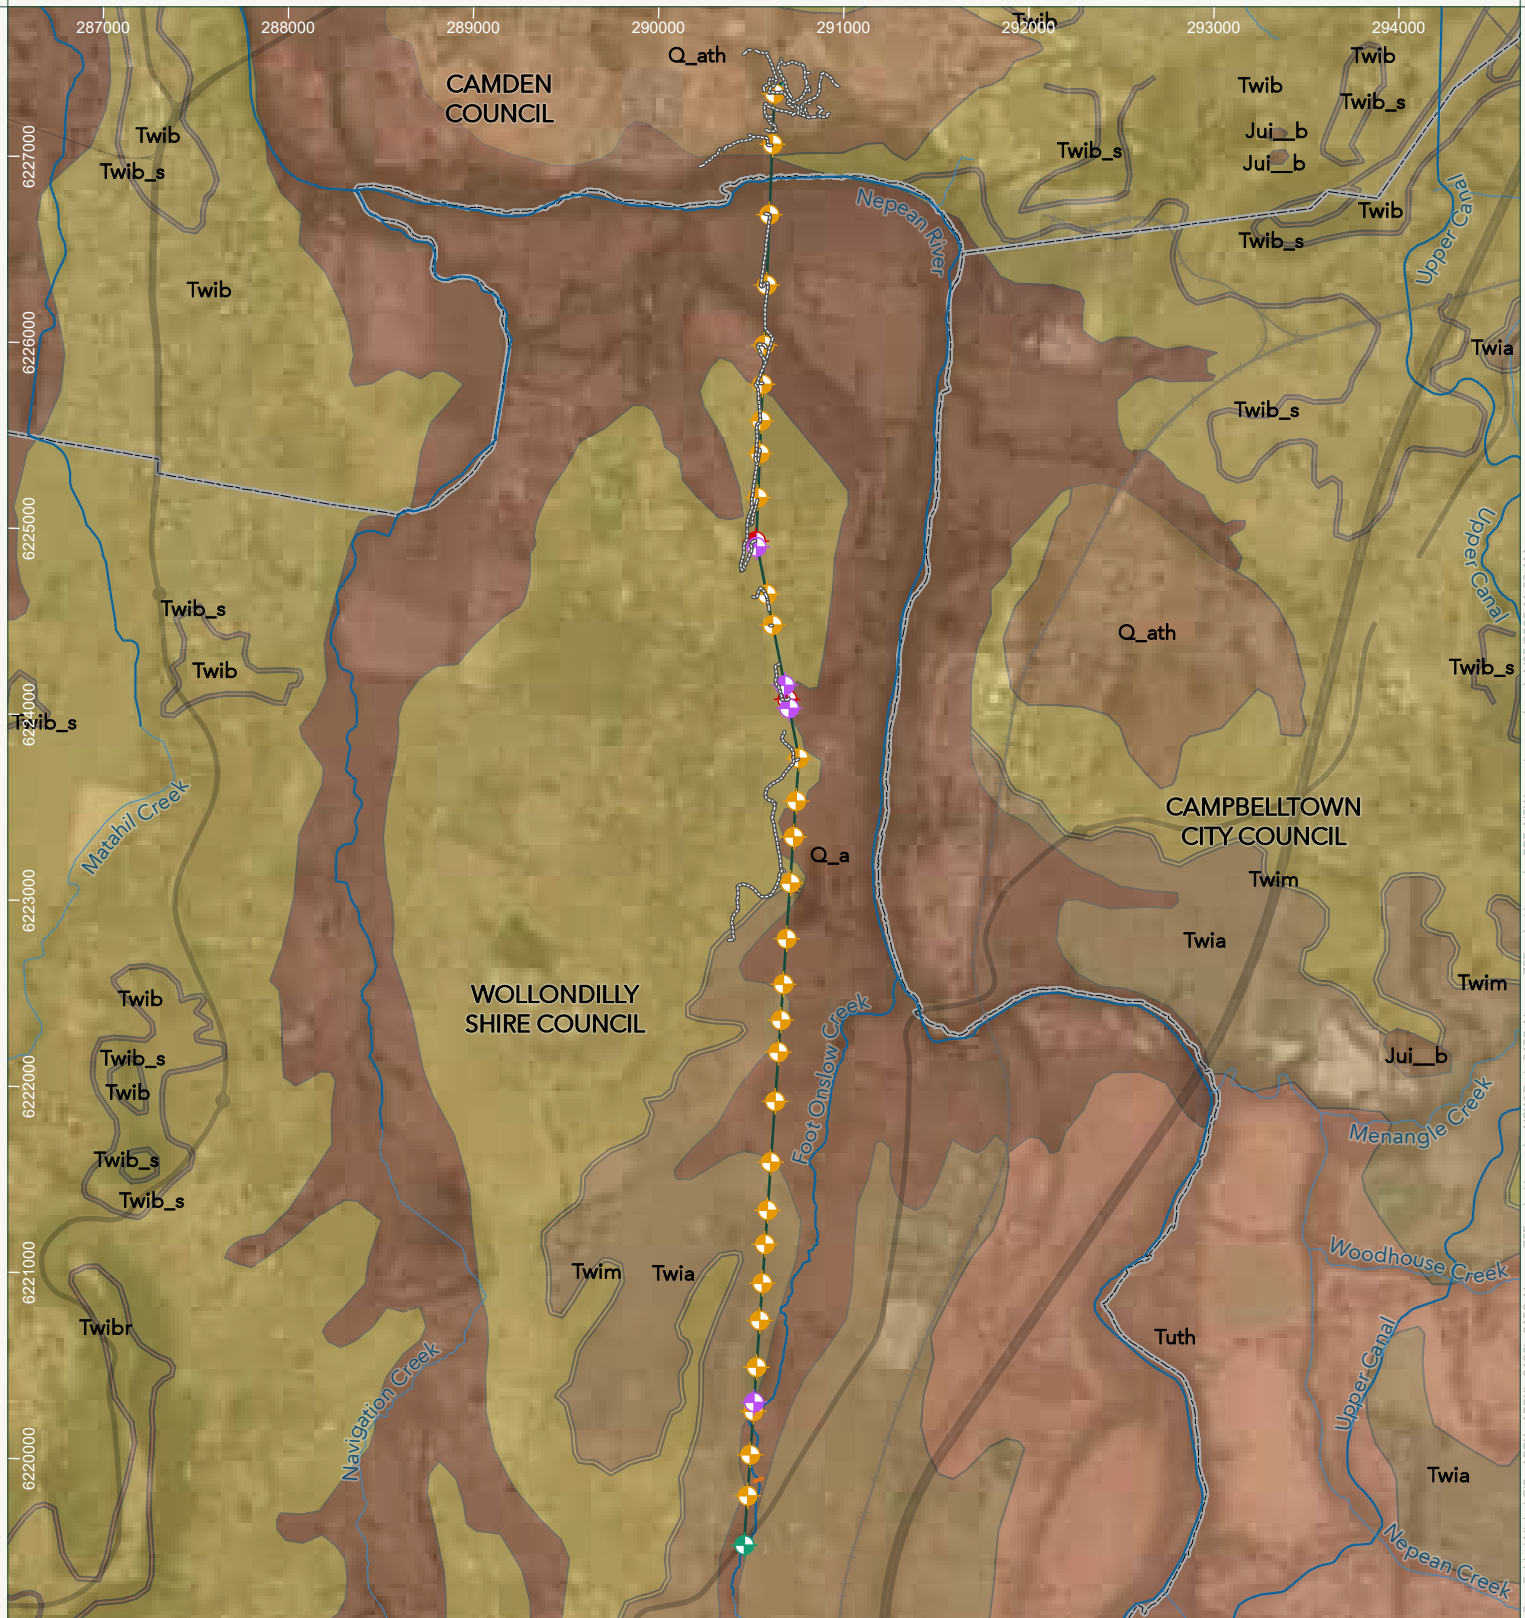 287000
288000
289000
290000
291000
292000
293000
294000
Twib
Q_ath
CAMDEN
COUNCIL
Twib
Twib
Twib_s
Jui__b
Jui__b
Twib_s
Twib
Twib_s
6227000
Nepean River
Twib
Twib_s
Upper Canal
Twib
6226000
Twia
Twib_s
6225000
Upper Canal
Twib_s
Q_ath
Twib
Twib_s
6224000
Twib_s
Matahil Creek
CAMPBELLTOWN
CITY COUNCIL
Q_a
Twim
6223000
Twia
Twim
WOLLONDILLY
SHIRE COUNCIL
Twib
Foot Onslow Creek
Twib_s
Jui__b
6222000
Twib
Menangle Creek
Twib_s
Twib_s
Woodhouse Creek
6221000
Twim
Twia
Twibr
Tuth
Navigation Creek
Upper Canal
6220000
Twia
Nepean Creek